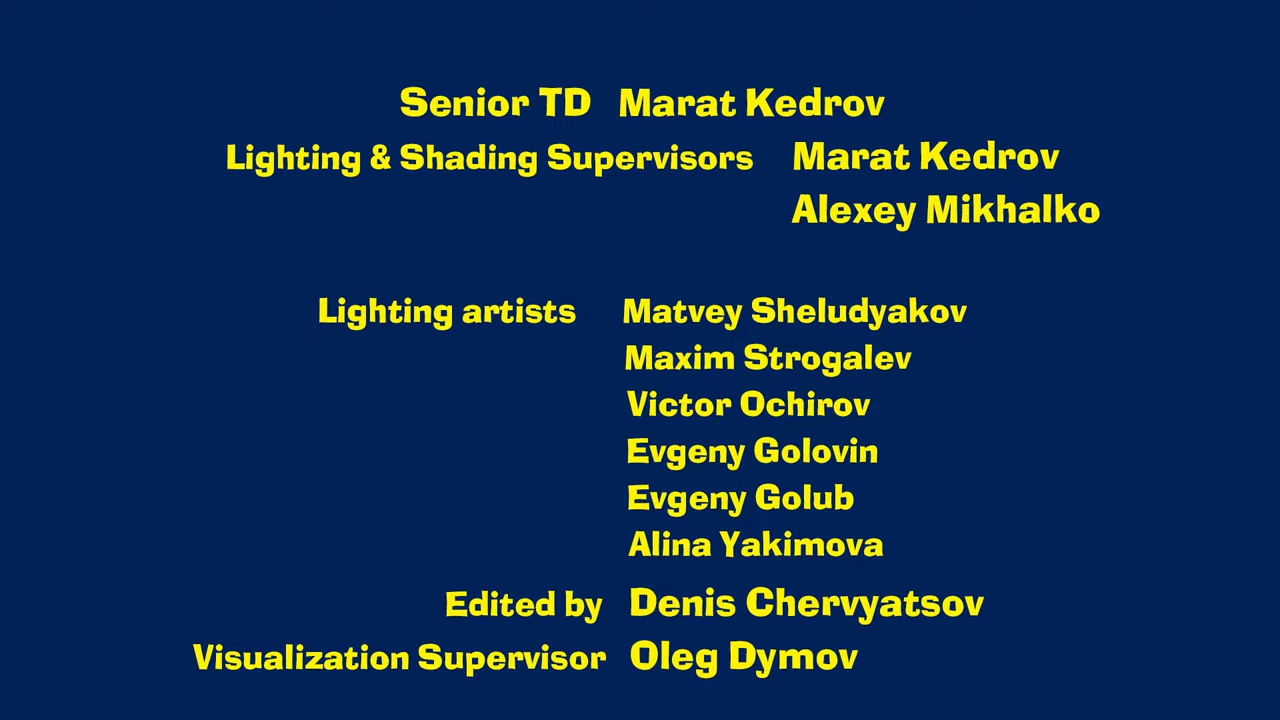 Senior TD Marat Kedrov
Lighting & Shading Supervisors Marat Kedrov
Alexey Mikhalko
Lighting artists Matvey Sheludyakov
Maxim Strogalev
Victor Ochirov
Evgeny Golovin
Evgeny Golub
Alina Yakimova
Edited by Denis Chervyatsov
Visualization Supervisor Oleg Dymov